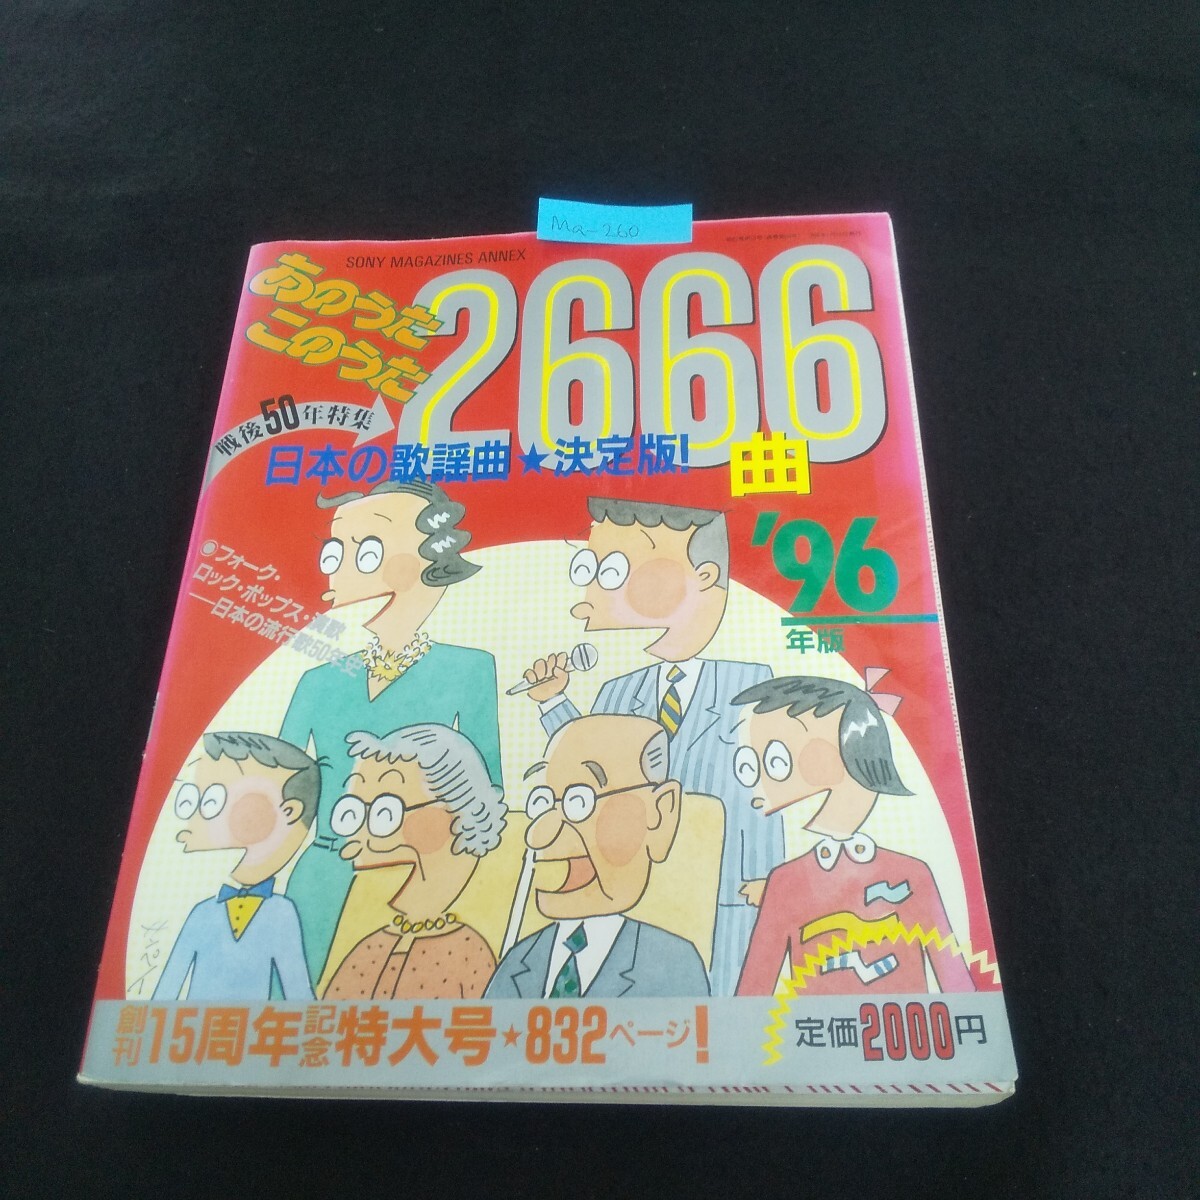 Ma-260
SONY MAGAZINES ANNEX
あのうた
このうた
2666
曲
戦後50年特集
日本の歌謡曲★決定版!
'96
年版
◉フォーク・
ロック・ポップス・演歌
──日本の流行歌50年史
創刊15周年記念特大号★832ページ!
定価2000円